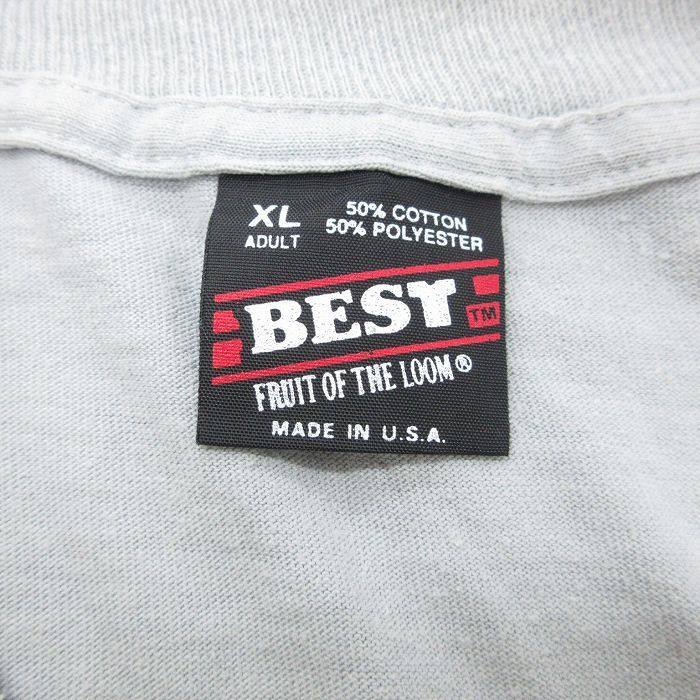 XL
ADULT
50% COTTON
50% POLYESTER
BEST TM
FRUIT OF THE LOOM®
MADE IN U.S.A.